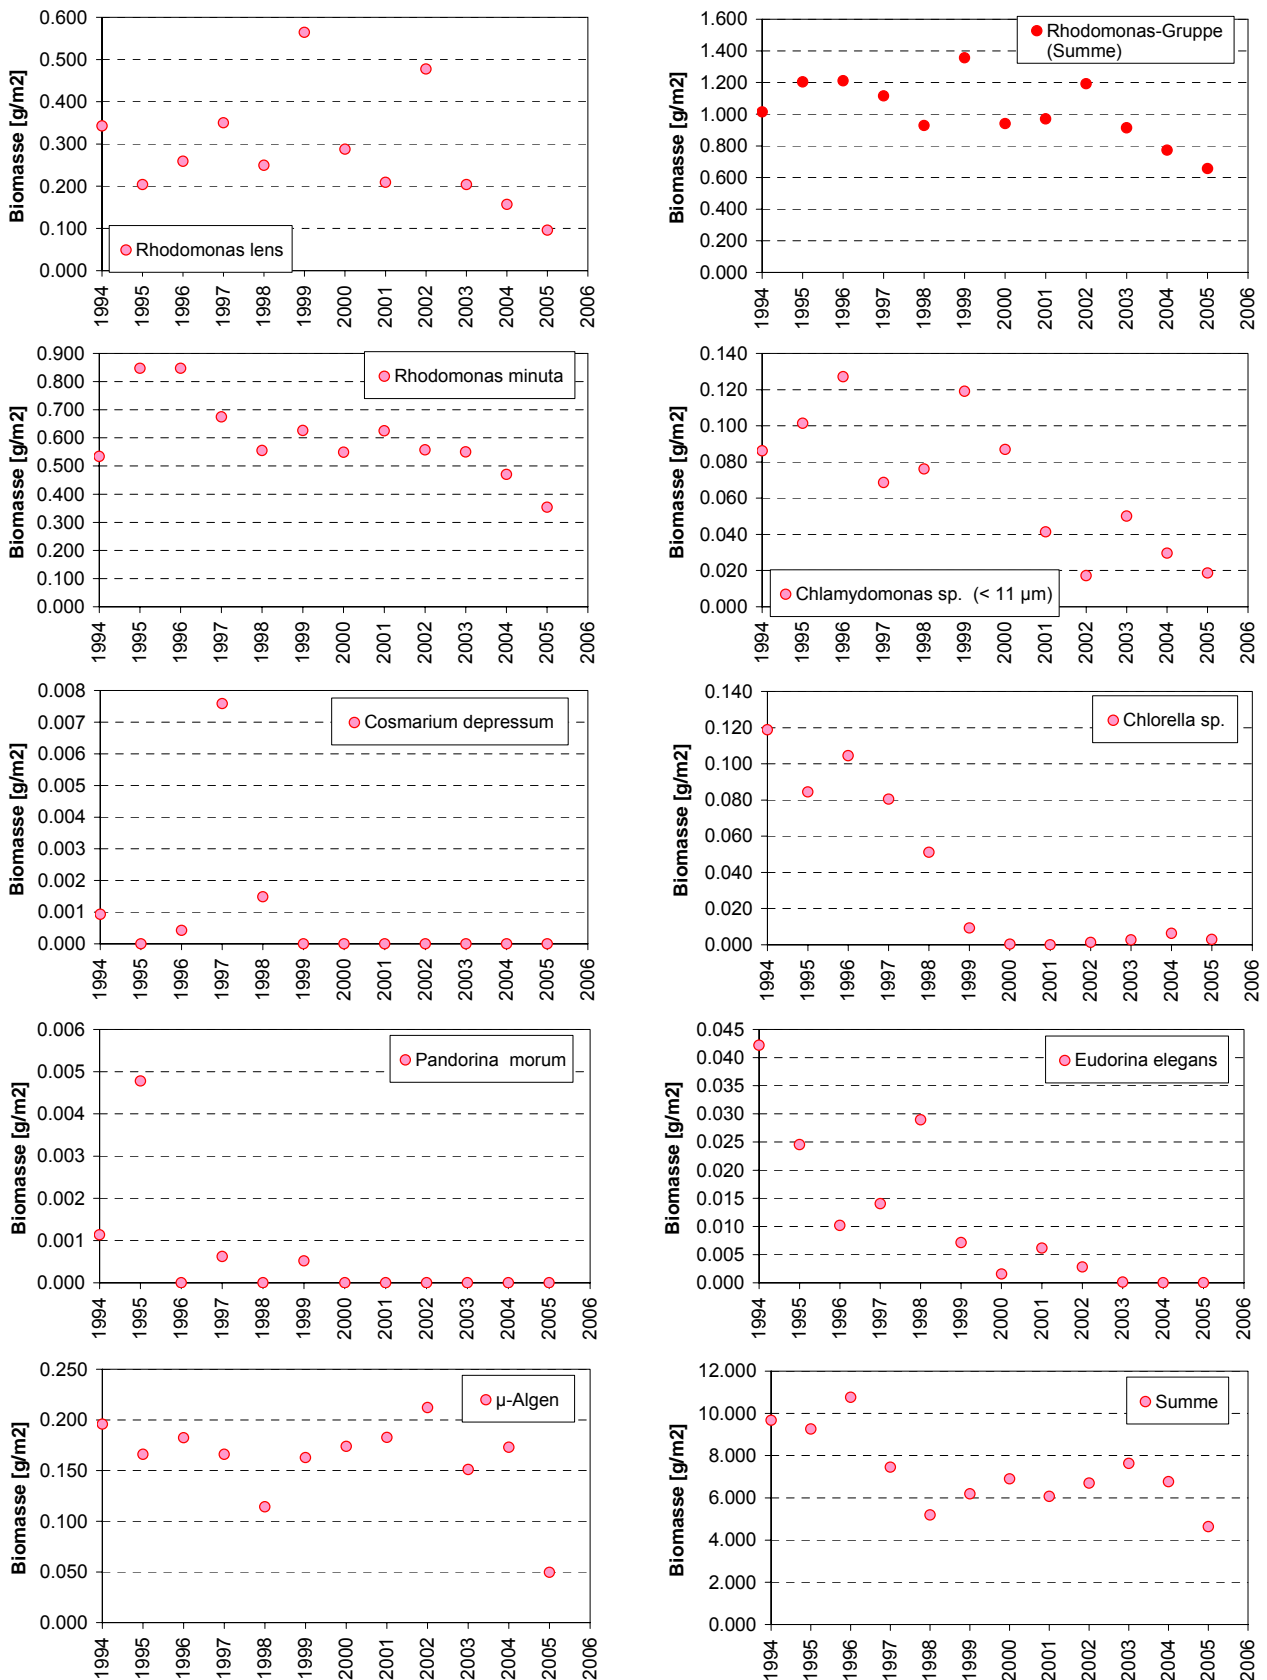 0.600
0.500
0.400
0.300
0.200
0.100
0.000
Biomasse [g/m2]
Rhodomonas lens
1994 1995 1996 1997 1998 1999 2000 2001 2002 2003 2004 2005 2006
1.600
1.400
1.200
1.000
0.800
0.600
0.400
0.200
0.000
Biomasse [g/m2]
Rhodomonas-Gruppe
(Summe)
1994 1995 1996 1997 1998 1999 2000 2001 2002 2003 2004 2005 2006
0.900
0.800
0.700
0.600
0.500
0.400
0.300
0.200
0.100
0.000
Biomasse [g/m2]
Rhodomonas minuta
1994 1995 1996 1997 1998 1999 2000 2001 2002 2003 2004 2005 2006
0.140
0.120
0.100
0.080
0.060
0.040
0.020
0.000
Biomasse [g/m2]
Chlamydomonas sp. (< 11 µm)
1994 1995 1996 1997 1998 1999 2000 2001 2002 2003 2004 2005 2006
0.008
0.007
0.006
0.005
0.004
0.003
0.002
0.001
0.000
Biomasse [g/m2]
Cosmarium depressum
1994 1995 1996 1997 1998 1999 2000 2001 2002 2003 2004 2005 2006
0.140
0.120
0.100
0.080
0.060
0.040
0.020
0.000
Biomasse [g/m2]
Chlorella sp.
1994 1995 1996 1997 1998 1999 2000 2001 2002 2003 2004 2005 2006
0.006
0.005
0.004
0.003
0.002
0.001
0.000
Biomasse [g/m2]
Pandorina morum
1994 1995 1996 1997 1998 1999 2000 2001 2002 2003 2004 2005 2006
0.045
0.040
0.035
0.030
0.025
0.020
0.015
0.010
0.005
0.000
Biomasse [g/m2]
Eudorina elegans
1994 1995 1996 1997 1998 1999 2000 2001 2002 2003 2004 2005 2006
0.250
0.200
0.150
0.100
0.050
0.000
Biomasse [g/m2]
µ-Algen
1994 1995 1996 1997 1998 1999 2000 2001 2002 2003 2004 2005 2006
12.000
10.000
8.000
6.000
4.000
2.000
0.000
Biomasse [g/m2]
Summe
1994 1995 1996 1997 1998 1999 2000 2001 2002 2003 2004 2005 2006